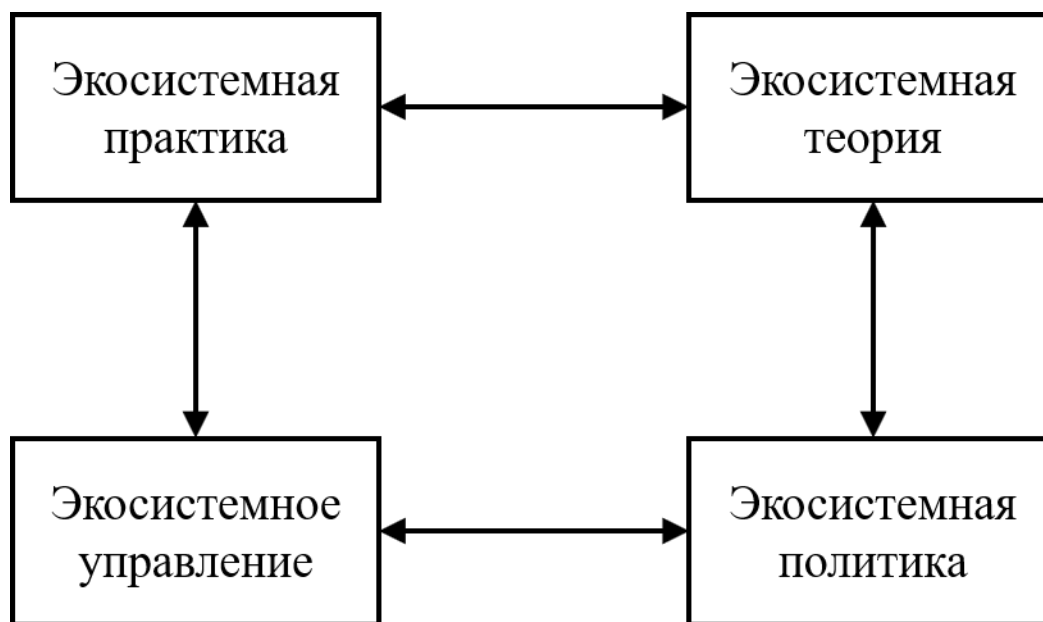 Экосистемная
практика
Экосистемная
теория
Экосистемное
управление
Экосистемная
политика